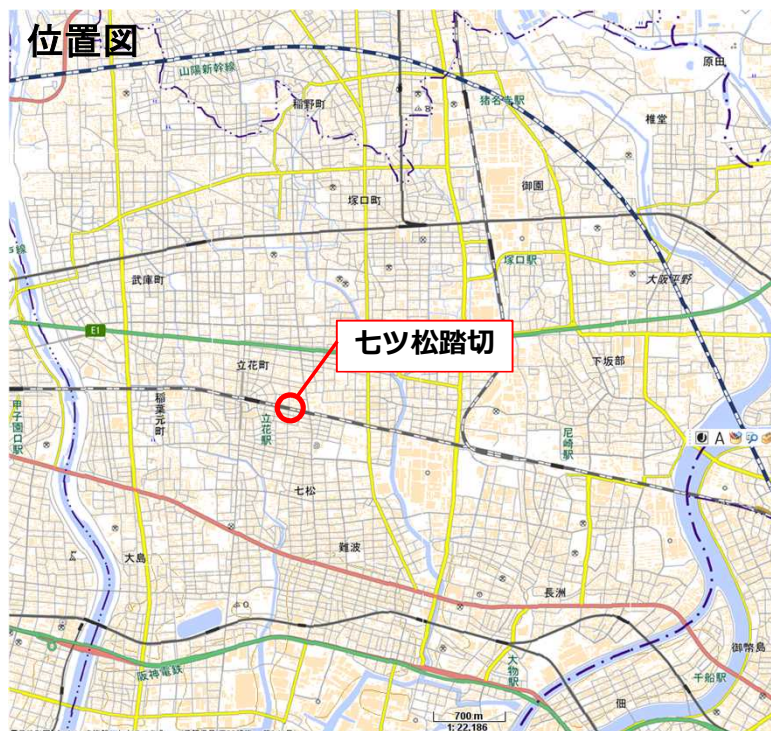 位置図
山陽新幹線
原田
猪名寺駅
稲野町
椎堂
御園
塚口町
塚口駅
武庫町
大阪平野
E1
七ツ松踏切
立花町
下坂部
稲葉元町
甲子園口駅
立花駅
尼崎駅
七松
難波
大島
長洲
御幣島
阪神電鉄
大物駅
千船駅
佃
700 m
1: 22,186